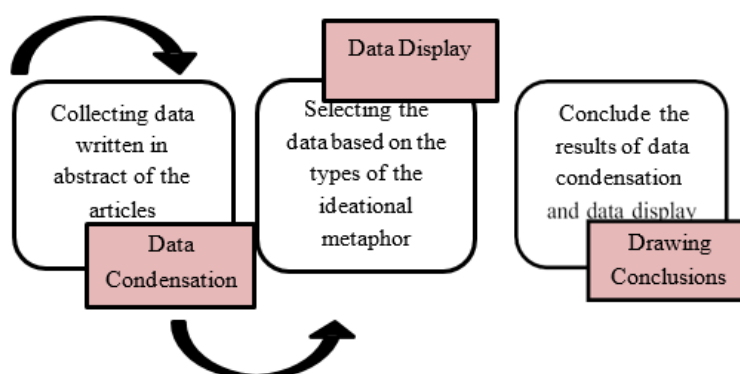 Collecting data
written in
abstract of the
articles
Data
Condensation
Data Display
Selecting the
data based on the
types of the
ideational
metaphor
Conclude the
results of data
condensation
and data display
Drawing
Conclusions